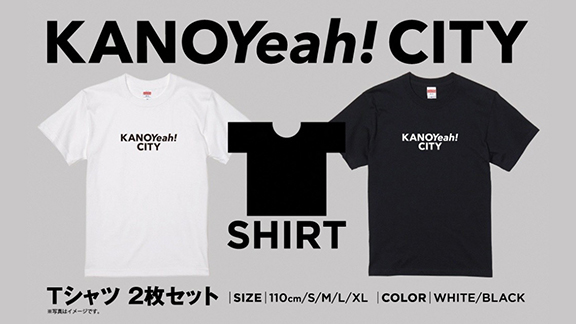 KANOYeah! CITY
KANOYeah!
CITY
KANOYeah!
CITY
SHIRT
Tシャツ 2枚セット |SIZE|110cm/S/M/L/XL |COLOR|WHITE/BLACK
※写真はイメージです。